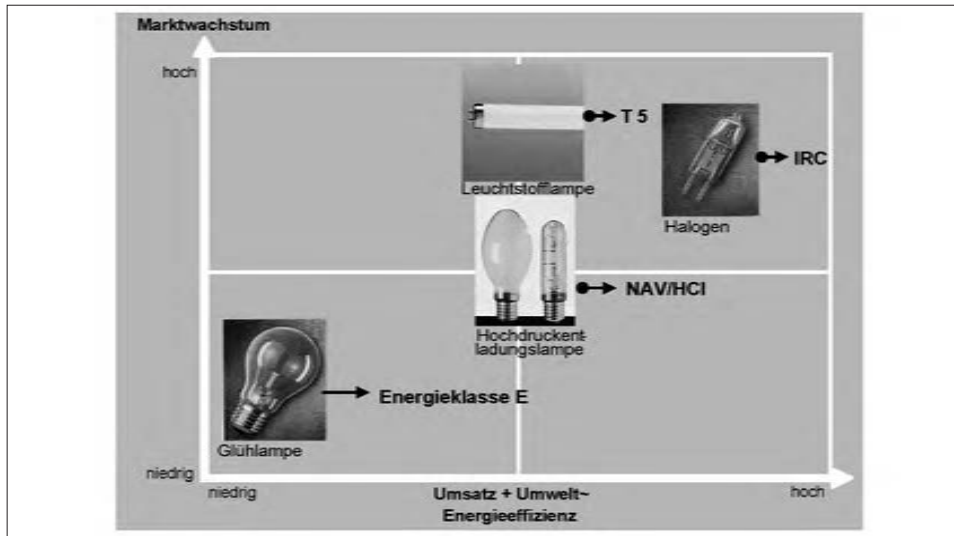 Marktwachstum
hoch
T 5
IRC
Leuchtstofflampe
Halogen
NAV/HCI
Hochdruckent-
ladungslampe
Energieklasse E
Glühlampe
niedrig
niedrig
Umsatz + Umwelt~
hoch
Energieeffizienz